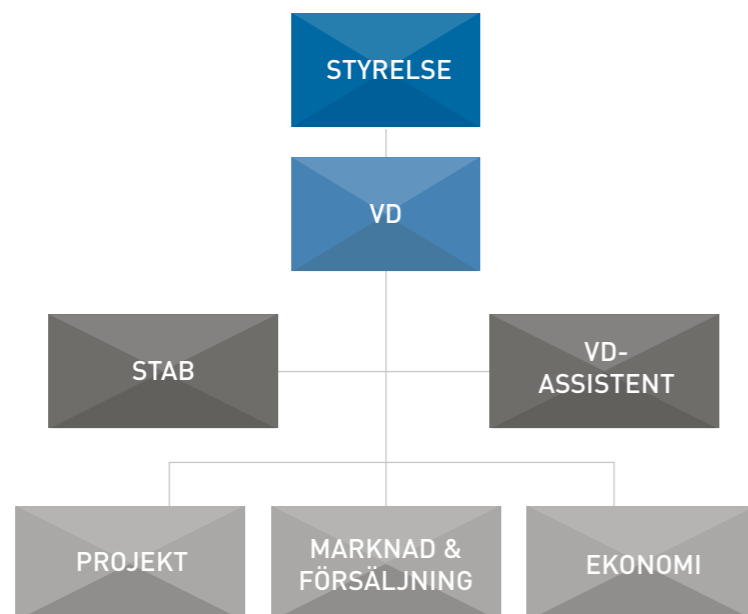 STYRELSE
VD
STAB
VD-
ASSISTENT
PROJEKT
MARKNAD &
FÖRSÄLJNING
EKONOMI